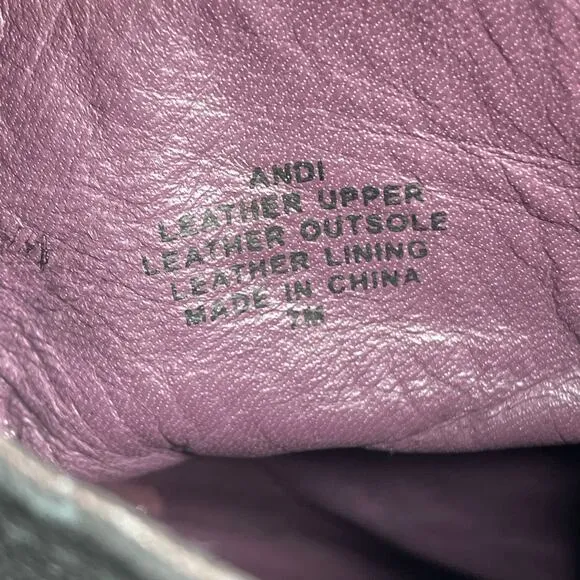 ANDI
LEATHER UPPER
LEATHER OUTSOLE
LEATHER LINING
MADE IN CHINA
7M